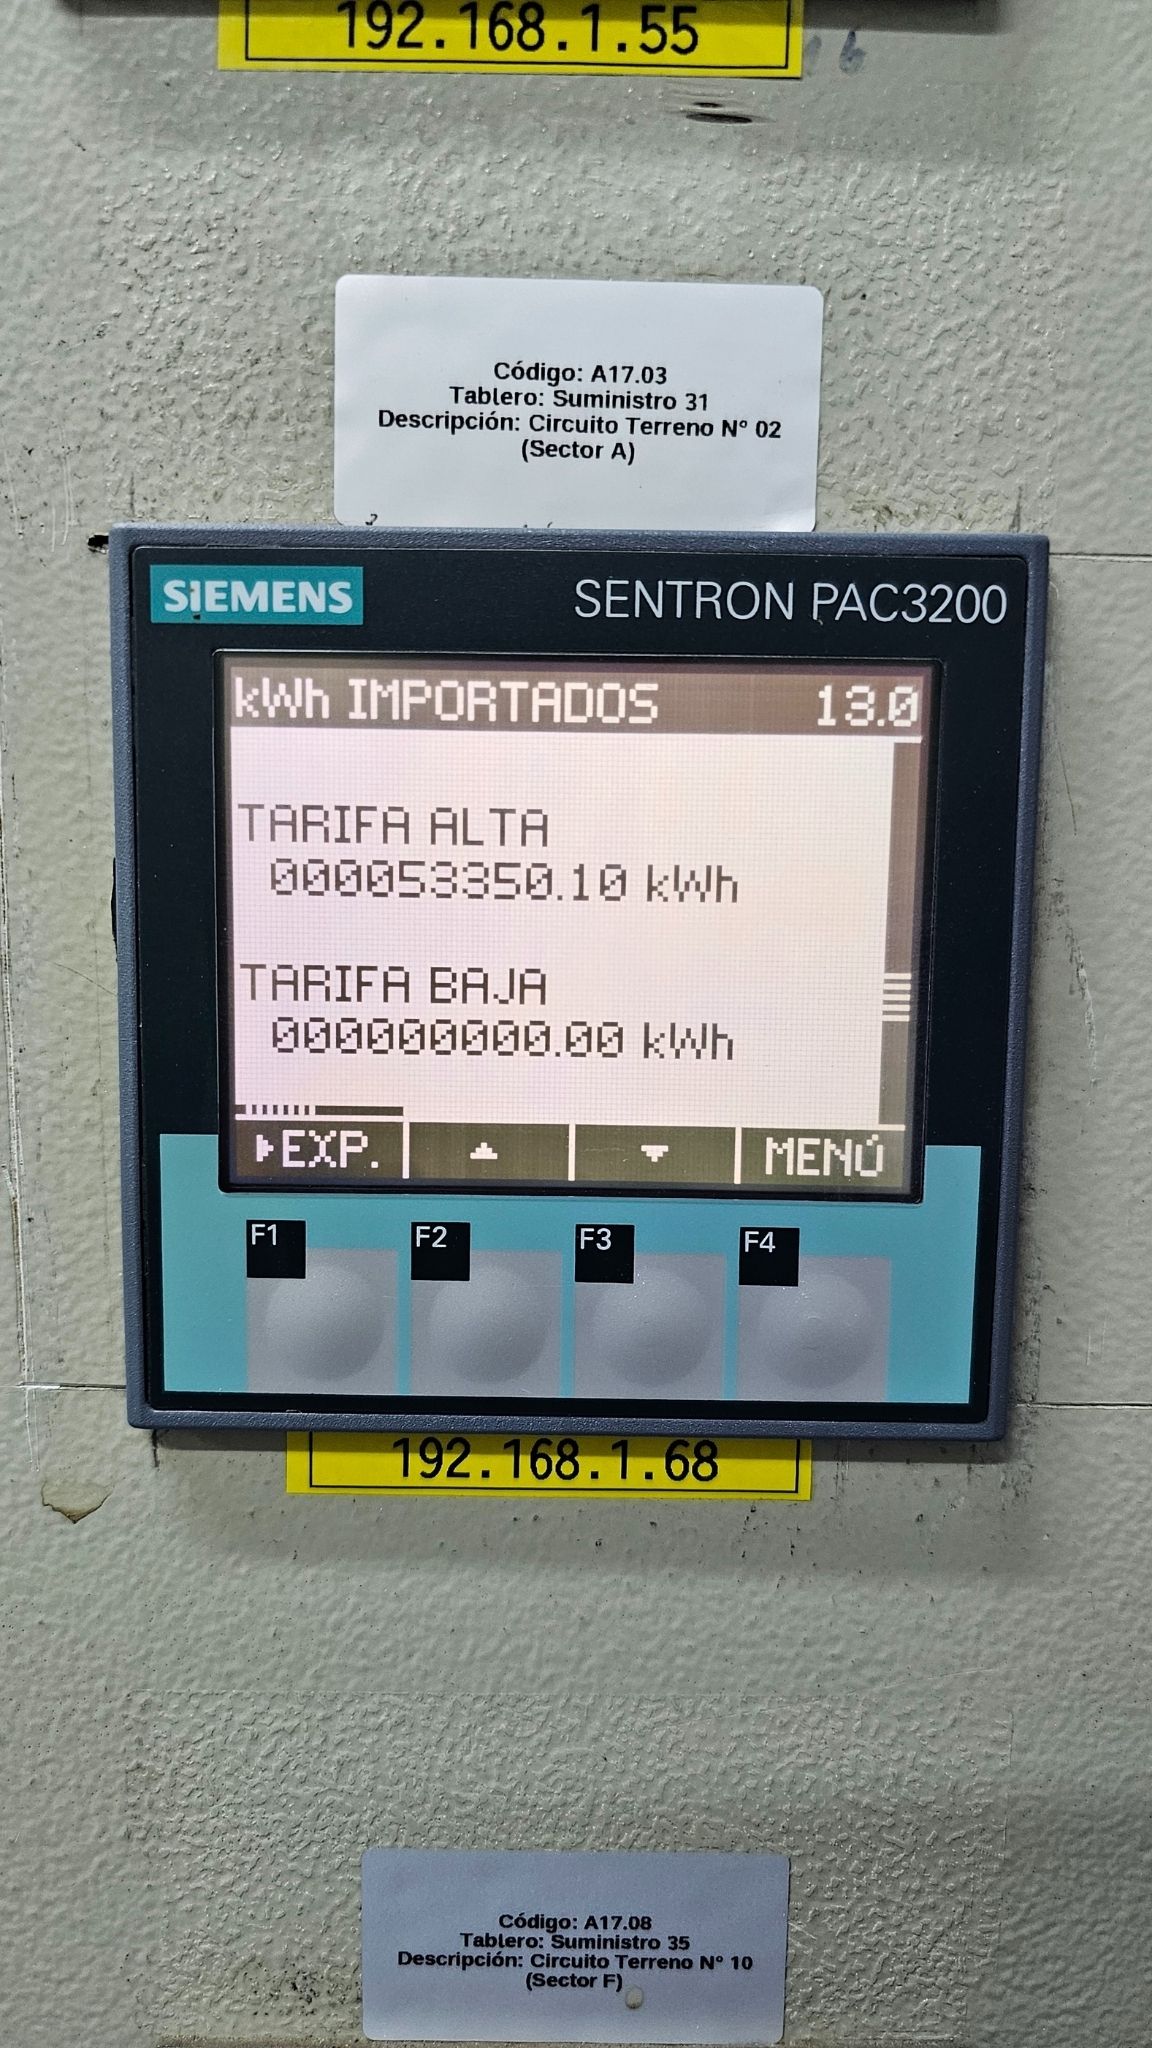 192.168.1.55
Código: A17.03
Tablero: Suministro 31
Descripción: Circuito Terreno N° 02
(Sector A)
SIEMENS
SENTRON PAC3200
kWh IMPORTADOS 13.0
TARIFA ALTA
000053350.10 kWh
TARIFA BAJA
000000000.00 kWh
EXP. MENÚ
F1 F2 F3 F4
192.168.1.68
Código: A17.08
Tablero: Suministro 35
Descripción: Circuito Terreno N° 10
(Sector F)